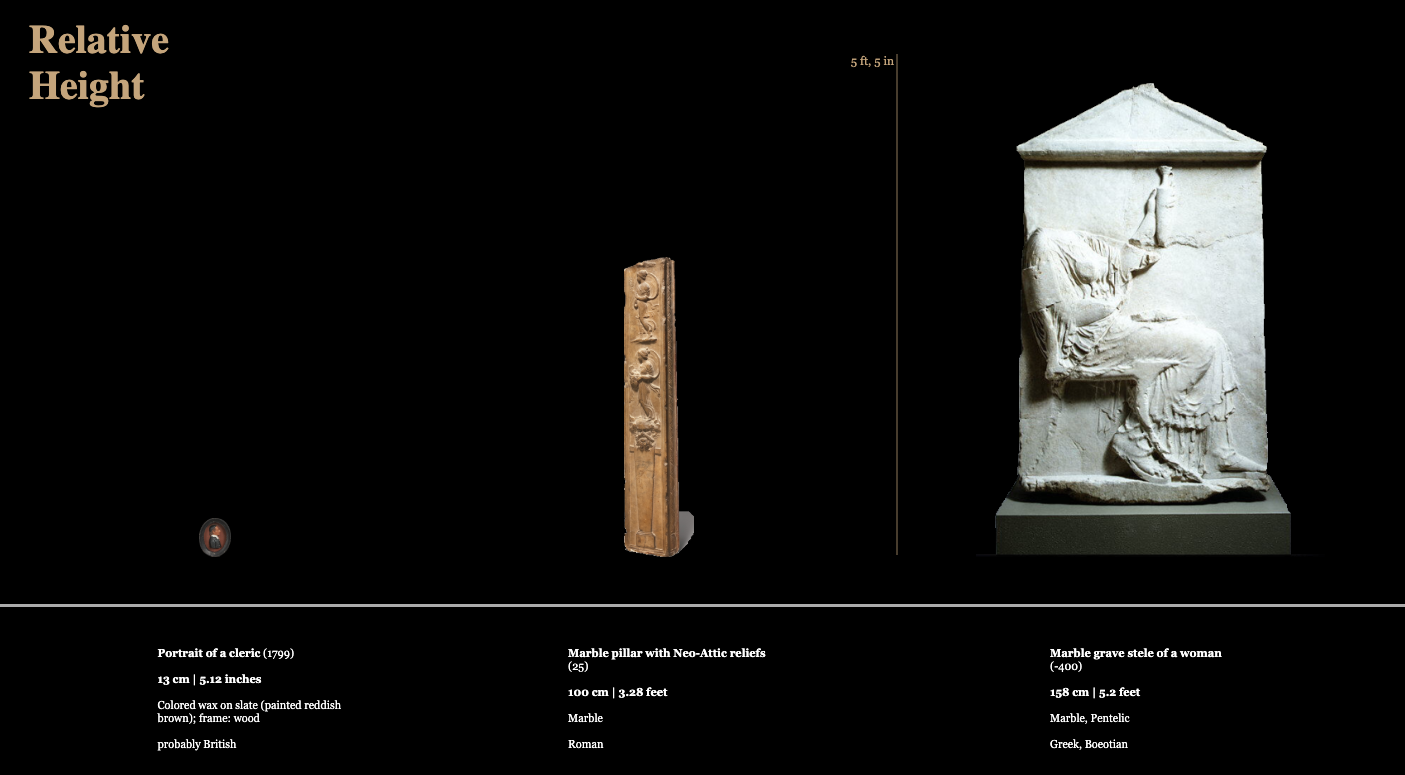 Relative
Height
5 ft, 5 in
Portrait of a cleric (1799)
13 cm | 5.12 inches
Colored wax on slate (painted reddish
brown); frame: wood
probably British
Marble pillar with Neo-Attic reliefs
(25)
100 cm | 3.28 feet
Marble
Roman
Marble grave stele of a woman
(-400)
158 cm | 5.2 feet
Marble, Pentelic
Greek, Boeotian